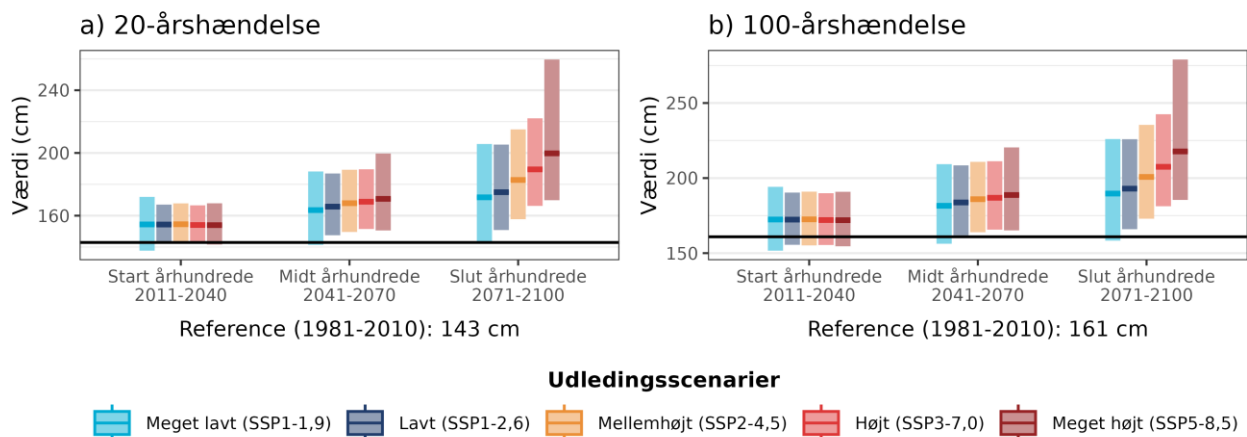 a) 20-årshændelse
Værdi (cm)
240
200
160
Start århundrede
2011-2040
Midt århundrede
2041-2070
Slut århundrede
2071-2100
Reference (1981-2010): 143 cm
b) 100-årshændelse
Værdi (cm)
250
200
150
Start århundrede
2011-2040
Midt århundrede
2041-2070
Slut århundrede
2071-2100
Reference (1981-2010): 161 cm
Udledingsscenarier
Meget lavt (SSP1-1,9)
Lavt (SSP1-2,6)
Mellemhøjt (SSP2-4,5)
Højt (SSP3-7,0)
Meget højt (SSP5-8,5)